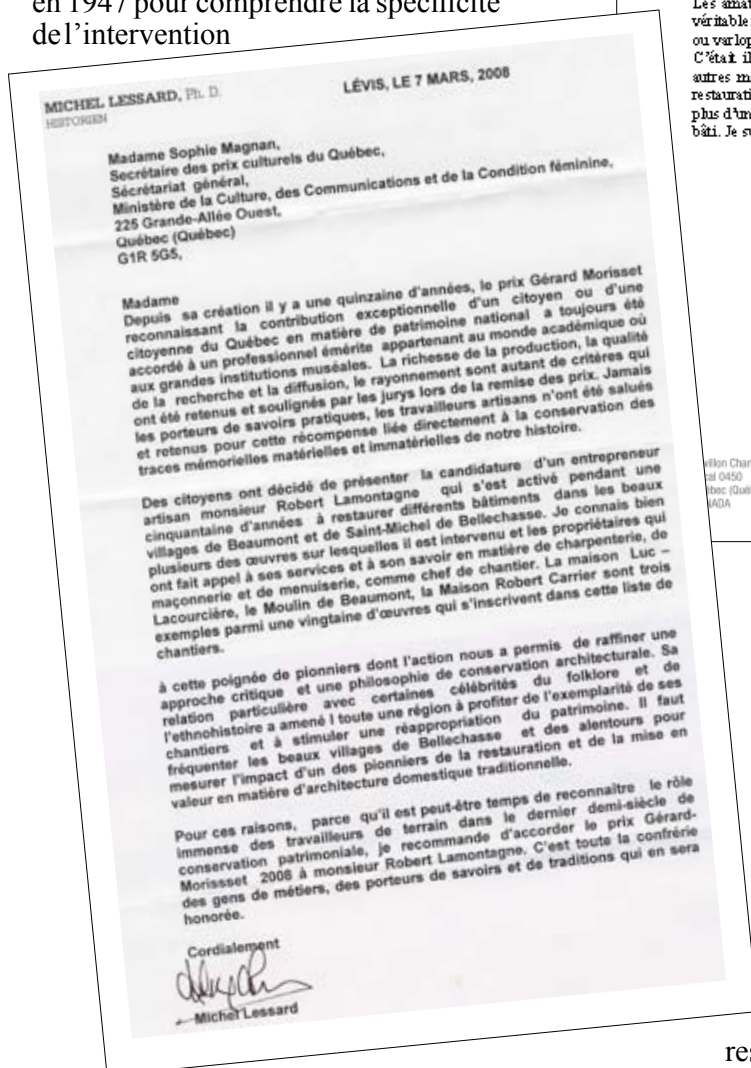 en 1947 pour comprendre la spécificité
de l'intervention
MICHEL LESSARD, Ph. D.
HISTORIEN
LÉVIS, LE 7 MARS, 2008
Madame Sophie Magnan,
Secrétaire des prix culturels du Québec,
Sécrétariat général,
Ministère de la Culture, des Communications et de la Condition féminine,
225 Grande-Allée Ouest,
Québec (Québec)
G1R 5G5,
Madame
Depuis sa création il y a une quinzaine d'années, le prix Gérard Morisset
reconnaissant la contribution exceptionnelle d'un citoyen ou d'une
citoyenne du Québec en matière de patrimoine national a toujours été
accordé à un professionnel émérite appartenant au monde académique où
aux grandes institutions muséales. La richesse de la production, la qualité
de la recherche et la diffusion, le rayonnement sont autant de critères qui
ont été retenus et soulignés par les jurys lors de la remise des prix. Jamais
les porteurs de savoirs pratiques, les travailleurs artisans n'ont été salués
et retenus pour cette récompense liée directement à la conservation des
traces mémorielles matérielles et immatérielles de notre histoire.
Des citoyens ont décidé de présenter la candidature d'un entrepreneur
artisan monsieur Robert Lamontagne qui s'est activé pendant une
cinquantaine d'années à restaurer différents bâtiments dans les beaux
villages de Beaumont et de Saint-Michel de Bellechasse. Je connais bien
plusieurs des œuvres sur lesquelles il est intervenu et les propriétaires qui
ont fait appel à ses services et à son savoir en matière de charpenterie, de
maçonnerie et de menuiserie, comme chef de chantier. La maison Luc –
Lacourcière, le Moulin de Beaumont, la Maison Robert Carrier sont trois
exemples parmi une vingtaine d'œuvres qui s'inscrivent dans cette liste de
chantiers.
à cette poignée de pionniers dont l'action nous a permis de raffiner une
approche critique et une philosophie de conservation architecturale. Sa
relation particulière avec certaines célébrités du folklore et de
l'ethnohistoire a amené l toute une région à profiter de l'exemplarité de ses
chantiers et à stimuler une réappropriation du patrimoine. Il faut
fréquenter les beaux villages de Bellechasse et des alentours pour
mesurer l'impact d'un des pionniers de la restauration et de la mise en
valeur en matière d'architecture domestique traditionnelle.
Pour ces raisons, parce qu'il est peut-être temps de reconnaître le rôle
immense des travailleurs de terrain dans le dernier demi-siècle de
conservation patrimoniale, je recommande d'accorder le prix Gérard-
Morissset 2008 à monsieur Robert Lamontagne. C'est toute la confrérie
des gens de métiers, des porteurs de savoirs et de traditions qui en sera
honorée.
Cordialement
Michel Lessard
véritable
ou varlop
C'était il
autres m
restaurati
plus d'un
bâti. Je s
0450
res